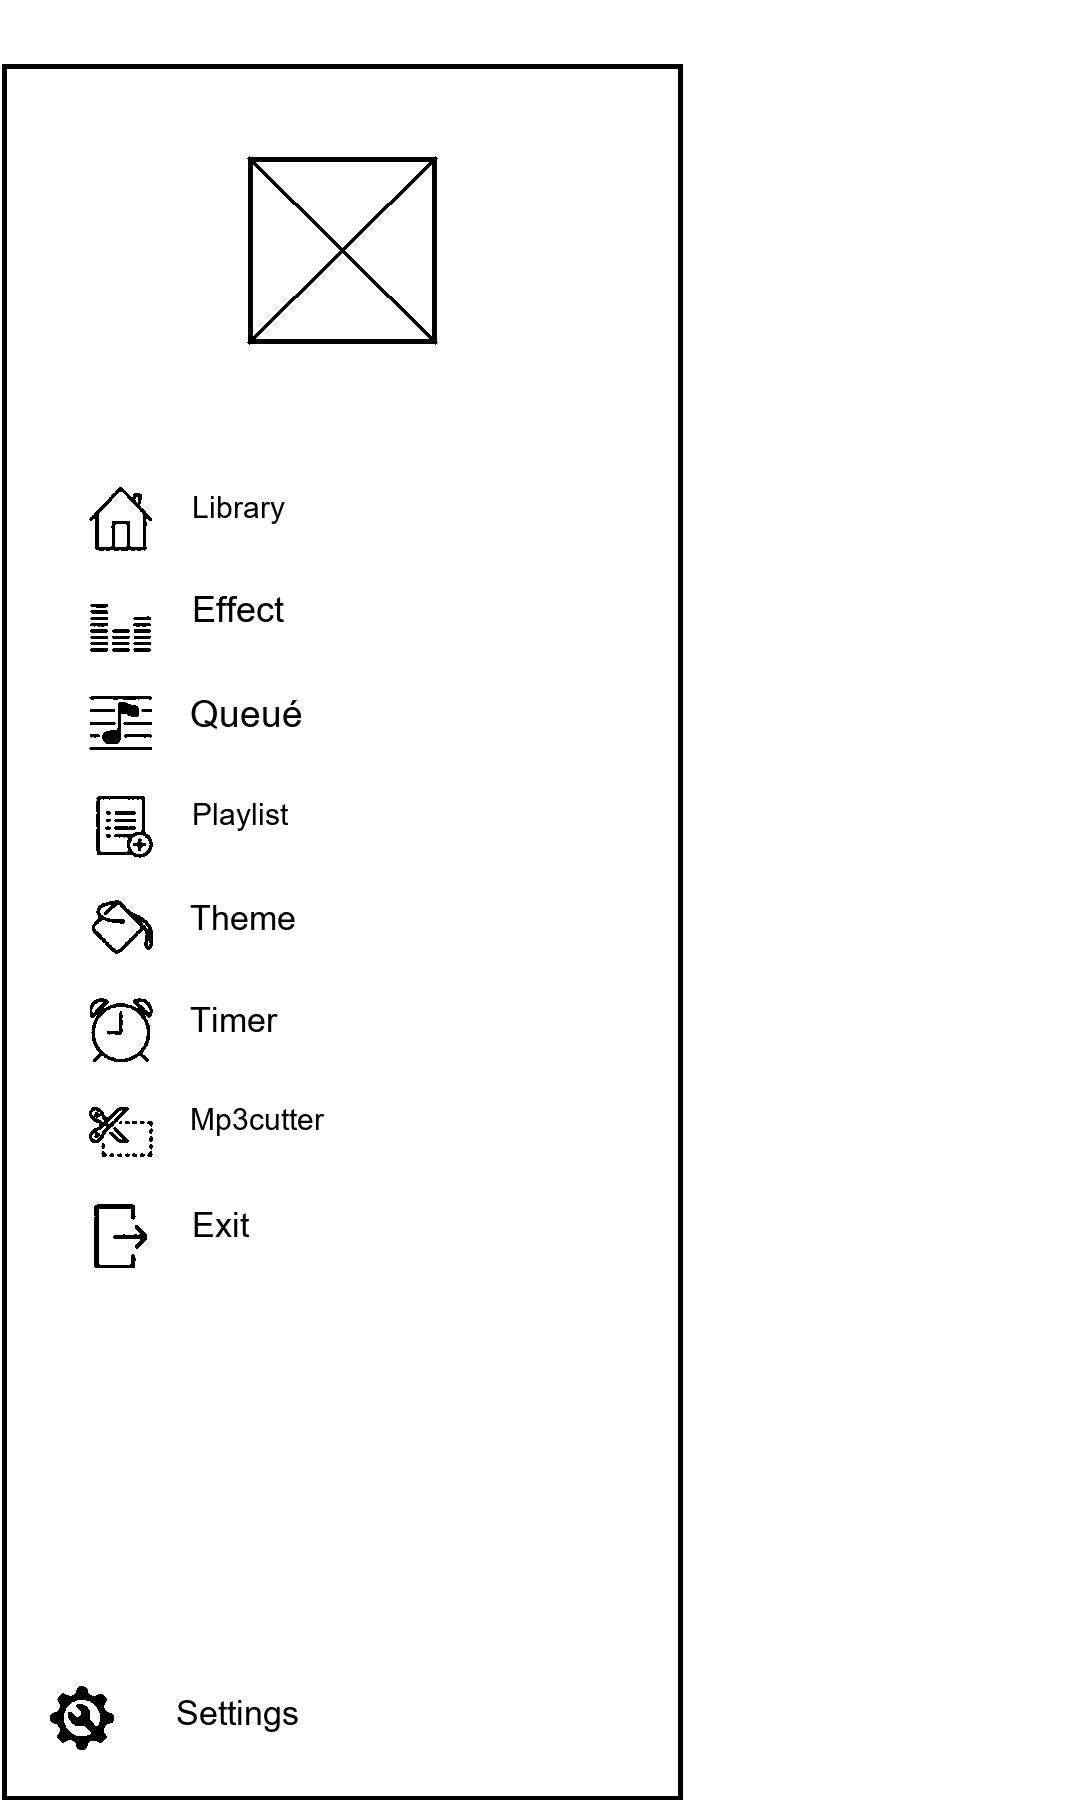 Library
Effect
Queué
Playlist
Theme
Timer
Mp3cutter
Exit
Settings